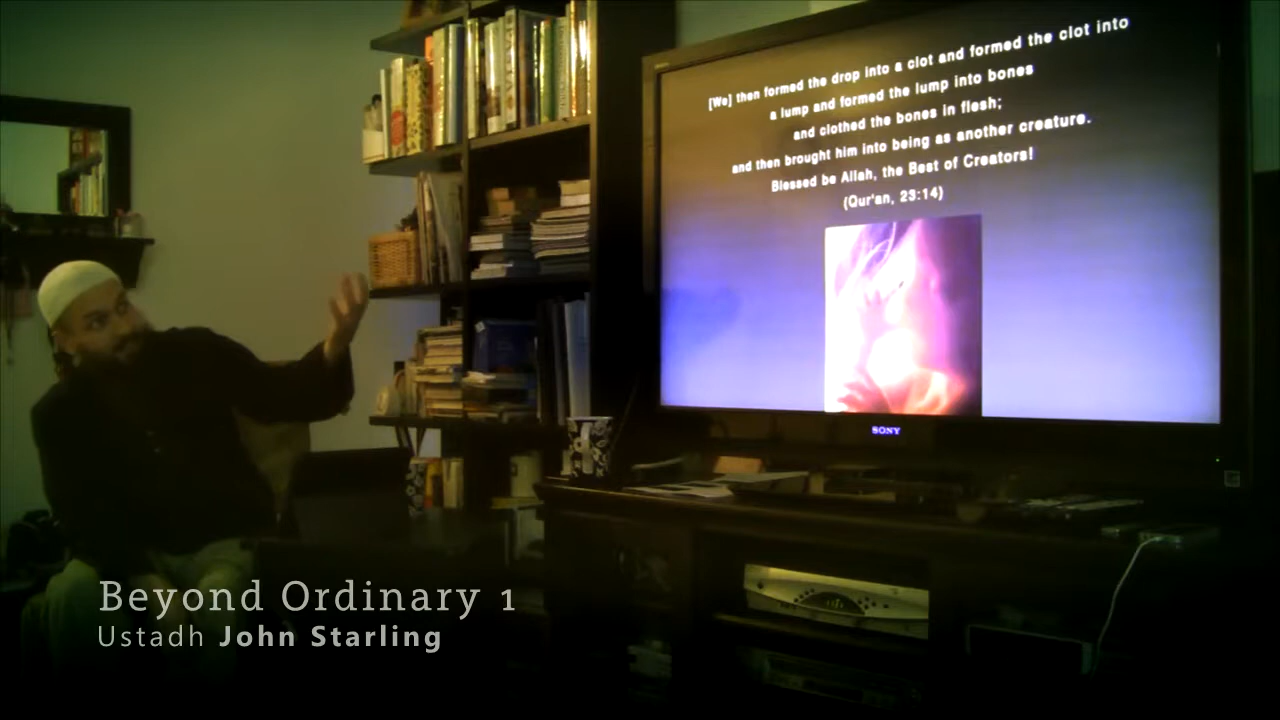 [We] then formed the drop into a clot and formed the clot into
a lump and formed the lump into bones
and clothed the bones in flesh;
and then brought him into being as another creature.
Blessed be Allah, the Best of Creators!
(Qur'an, 23:14)
SONY
Beyond Ordinary 1
Ustadh John Starling